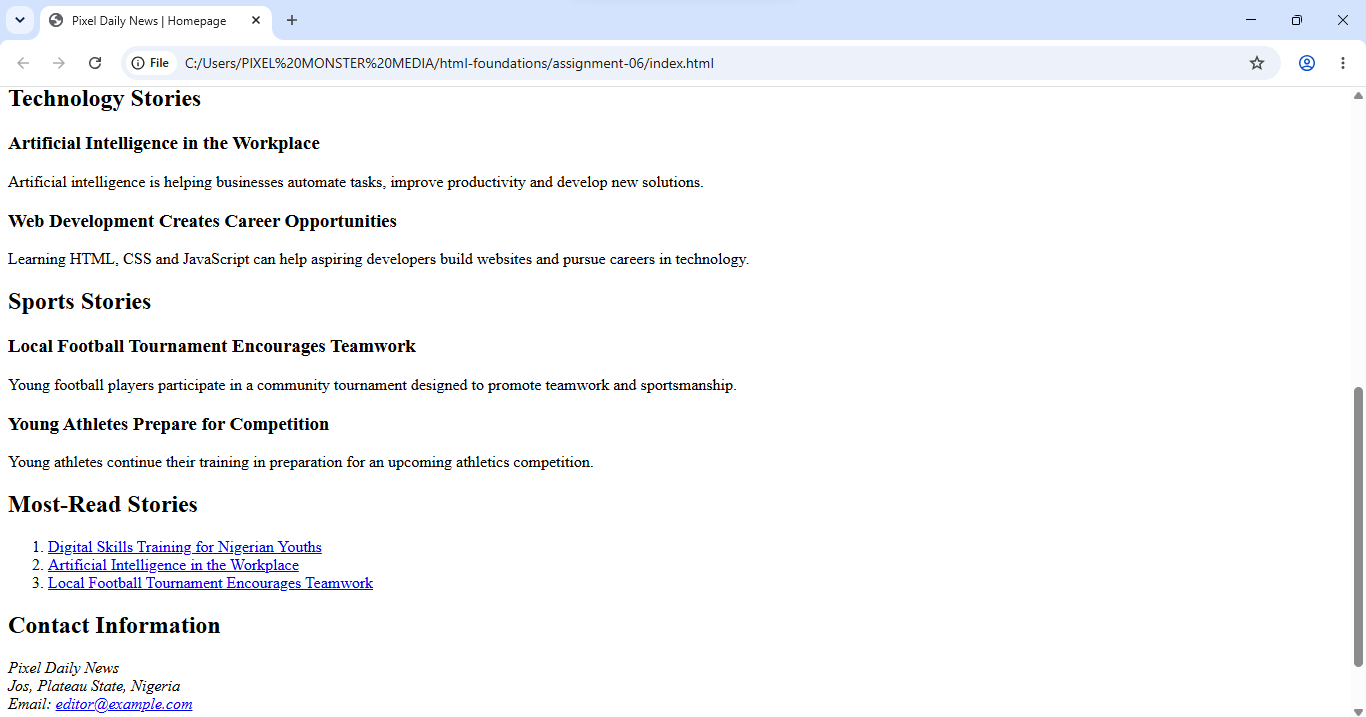 Pixel Daily News | Homepage
File
C:/Users/PIXEL%20MONSTER%20MEDIA/html-foundations/assignment-06/index.html
Technology Stories
Artificial Intelligence in the Workplace
Artificial intelligence is helping businesses automate tasks, improve productivity and develop new solutions.
Web Development Creates Career Opportunities
Learning HTML, CSS and JavaScript can help aspiring developers build websites and pursue careers in technology.
Sports Stories
Local Football Tournament Encourages Teamwork
Young football players participate in a community tournament designed to promote teamwork and sportsmanship.
Young Athletes Prepare for Competition
Young athletes continue their training in preparation for an upcoming athletics competition.
Most-Read Stories
1. Digital Skills Training for Nigerian Youths
2. Artificial Intelligence in the Workplace
3. Local Football Tournament Encourages Teamwork
Contact Information
Pixel Daily News
Jos, Plateau State, Nigeria
Email: editor@example.com